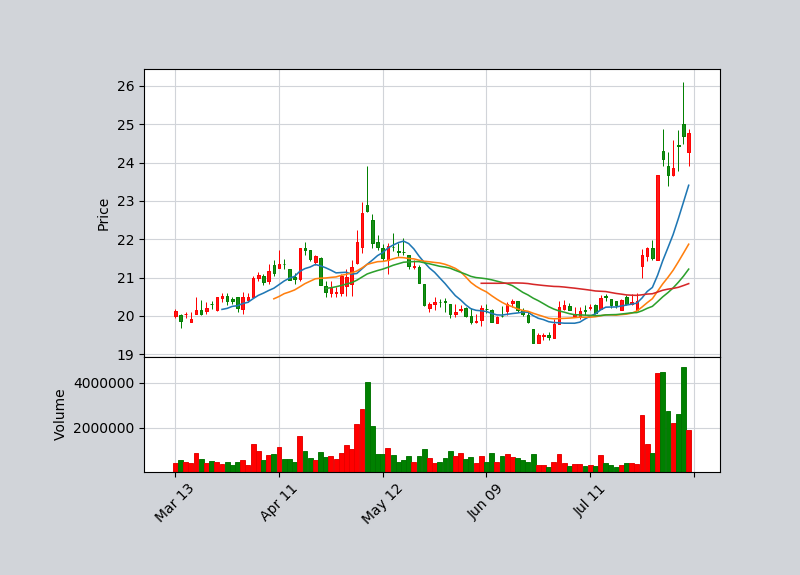 26
25
24
23
22
21
20
19
Price
4000000
2000000
Volume
Mar 13
Apr 11
May 12
Jun 09
Jul 11